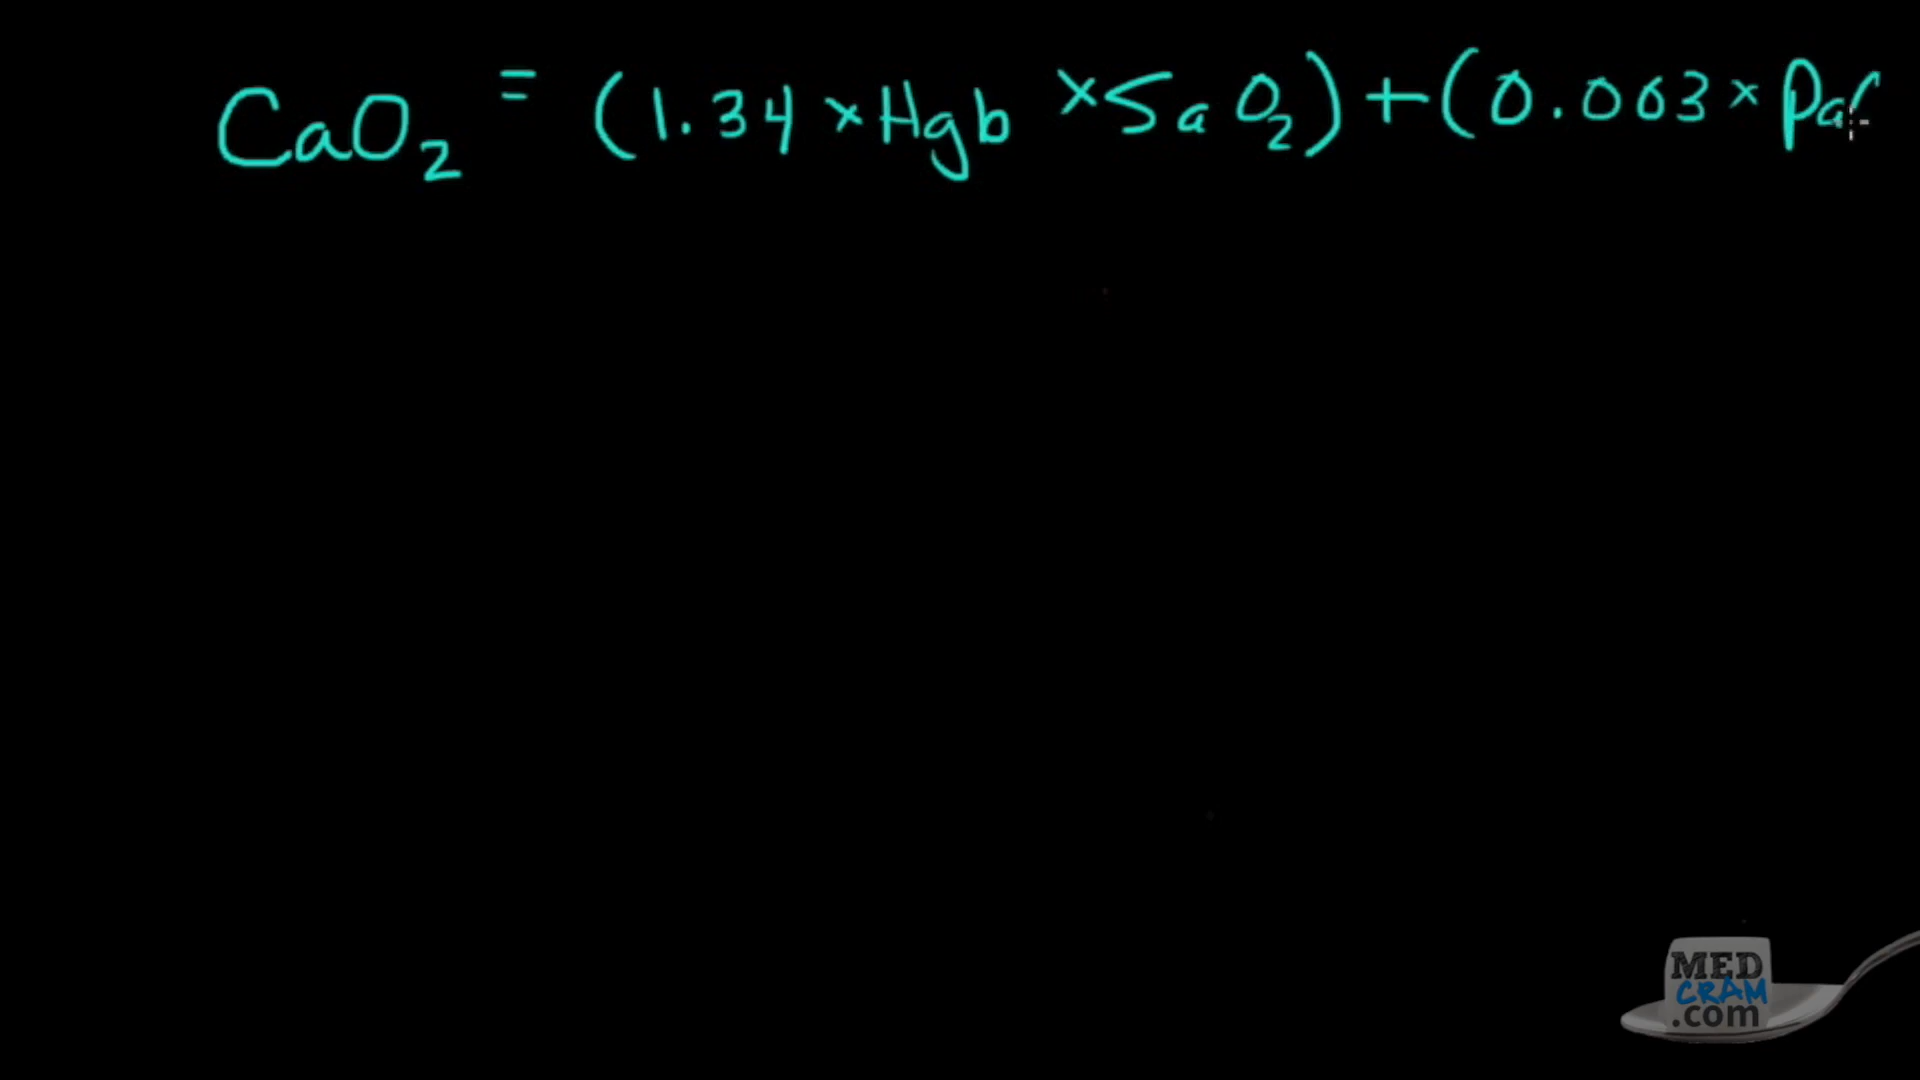 CaO₂ = (1.34 × Hgb × SaO₂) + (0.003 × Pa
MED
CRAM
.com